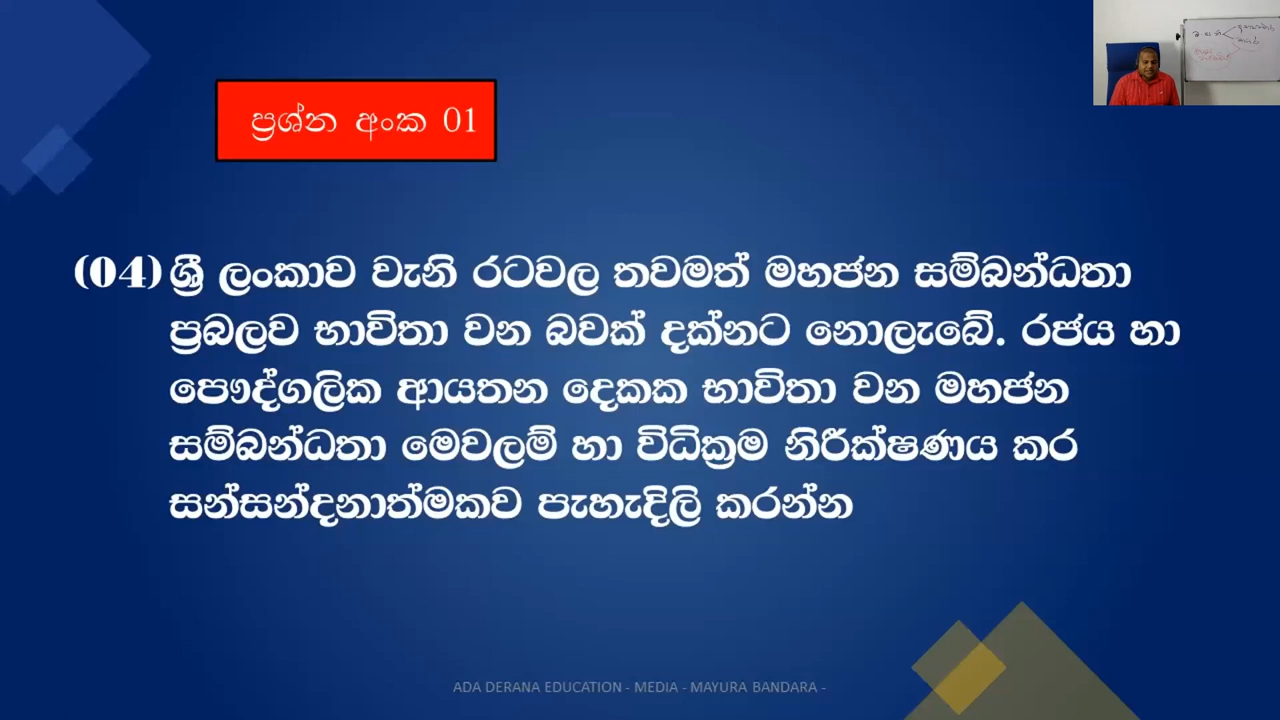 ප්‍රශ්න අංක 01
(04) ශ්‍රී ලංකාව වැනි රටවල තවමත් මහජන සම්බන්ධතා
ප්‍රබලව භාවිතා වන බවක් දක්නට නොලැබේ. රජය හා
පෞද්ගලික ආයතන දෙකක භාවිතා වන මහජන
සම්බන්ධතා මෙවලම් හා විධික්‍රම නිරීක්ෂණය කර
සන්සන්දනාත්මකව පැහැදිලි කරන්න
ADA DERANA EDUCATION - MEDIA - MAYURA BANDARA -